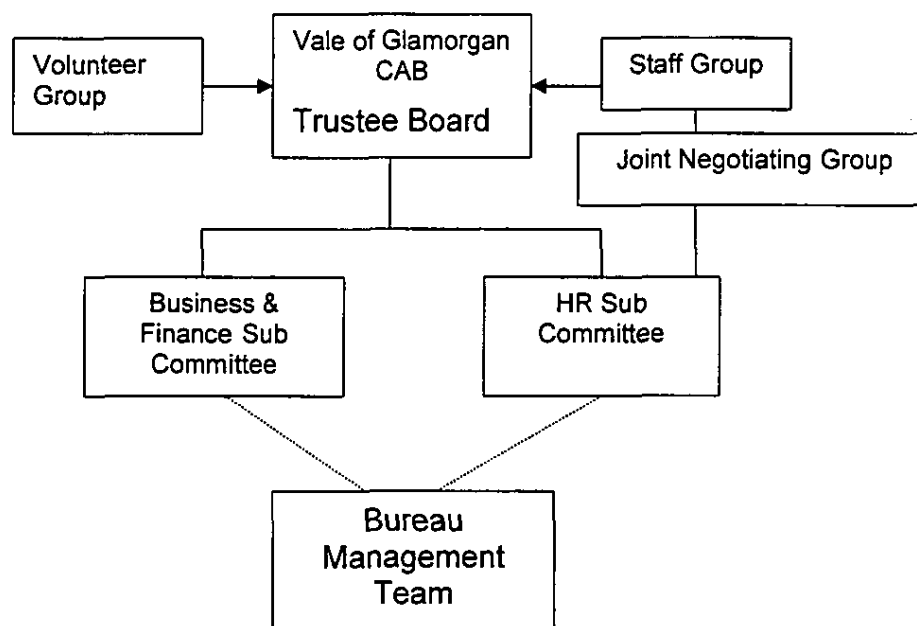 Volunteer
Group
Vale of Glamorgan
CAB
Trustee Board
Staff Group
Joint Negotiating Group
Business &
Finance Sub
Committee
HR Sub
Committee
Bureau
Management
Team